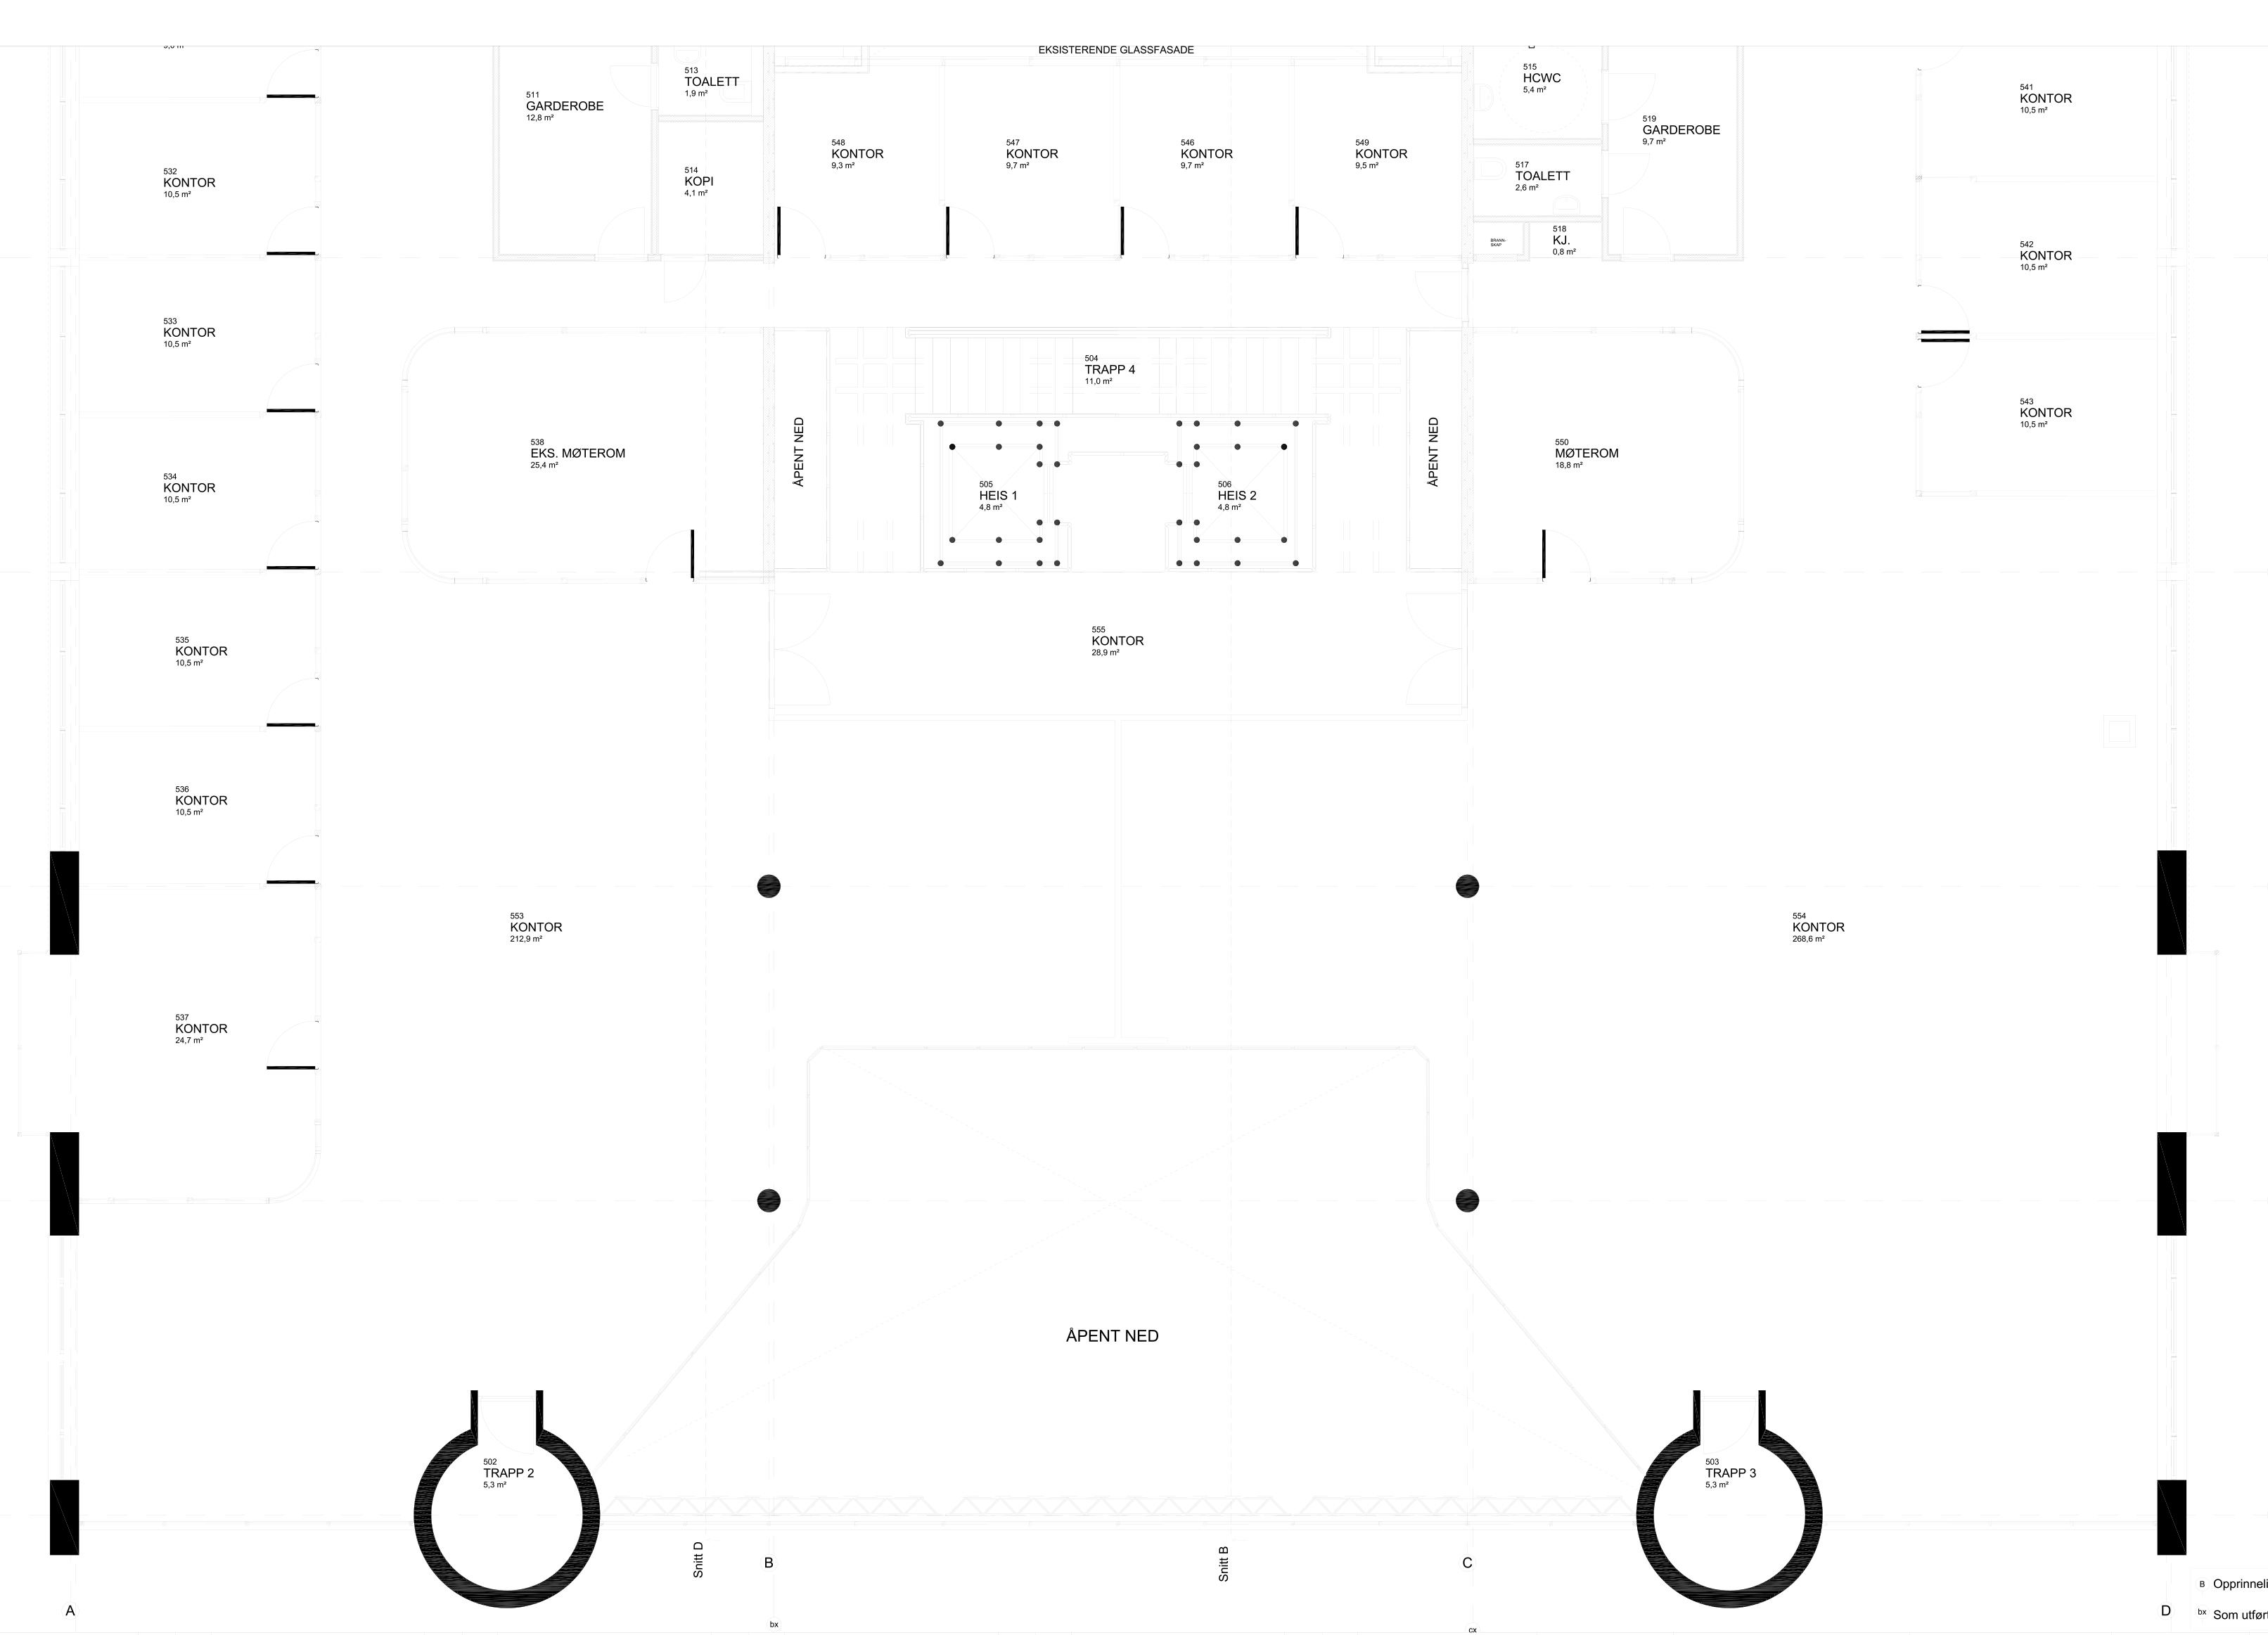 EKSISTERENDE GLASSFASADE
511
GARDEROBE
12,8 m²
513
TOALETT
1,9 m²
514
KOPI
4,1 m²
515
HCWC
5,4 m²
519
GARDEROBE
9,7 m²
517
TOALETT
2,6 m²
518
KJ.
0,8 m²
BRANN-
SKAP
541
KONTOR
10,5 m²
532
KONTOR
10,5 m²
548
KONTOR
9,3 m²
547
KONTOR
9,7 m²
546
KONTOR
9,7 m²
549
KONTOR
9,5 m²
542
KONTOR
10,5 m²
533
KONTOR
10,5 m²
504
TRAPP 4
11,0 m²
543
KONTOR
10,5 m²
534
KONTOR
10,5 m²
538
EKS. MØTEROM
25,4 m²
ÅPENT NED
505
HEIS 1
4,8 m²
506
HEIS 2
4,8 m²
ÅPENT NED
550
MØTEROM
18,8 m²
535
KONTOR
10,5 m²
555
KONTOR
28,9 m²
536
KONTOR
10,5 m²
553
KONTOR
212,9 m²
554
KONTOR
268,6 m²
537
KONTOR
24,7 m²
ÅPENT NED
502
TRAPP 2
5,3 m²
503
TRAPP 3
5,3 m²
Snitt D
B
Snitt B
C
A
D
bx
cx
B Opprinneli
bx Som utført